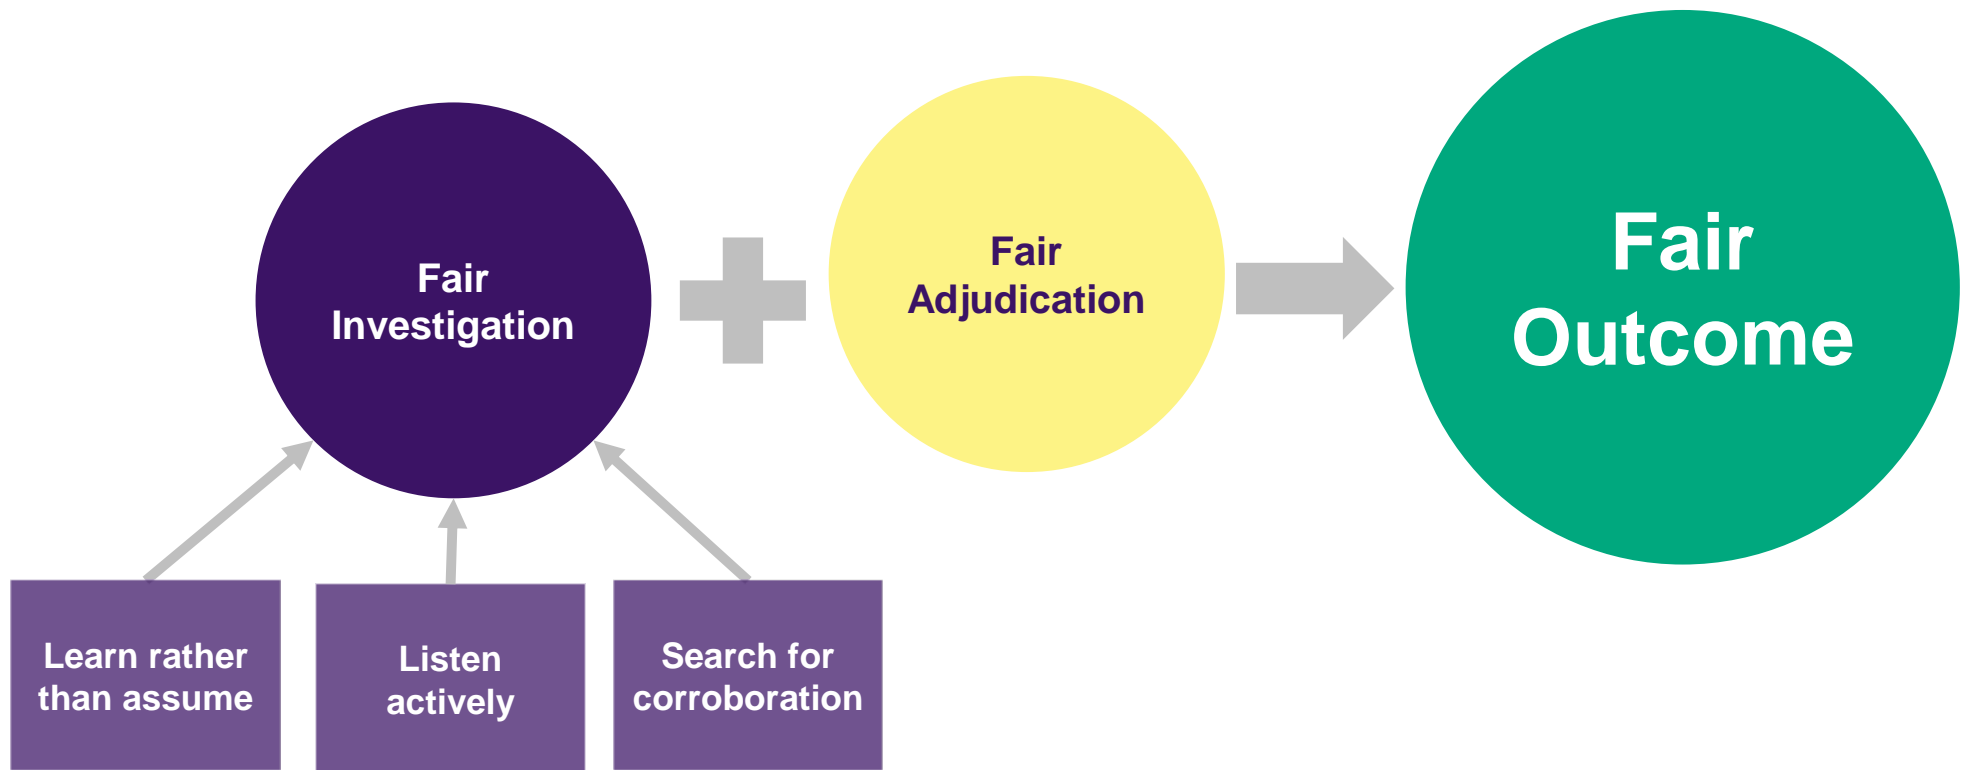 Fair
Investigation
Fair
Adjudication
Fair
Outcome
Learn rather
than assume
Listen
actively
Search for
corroboration